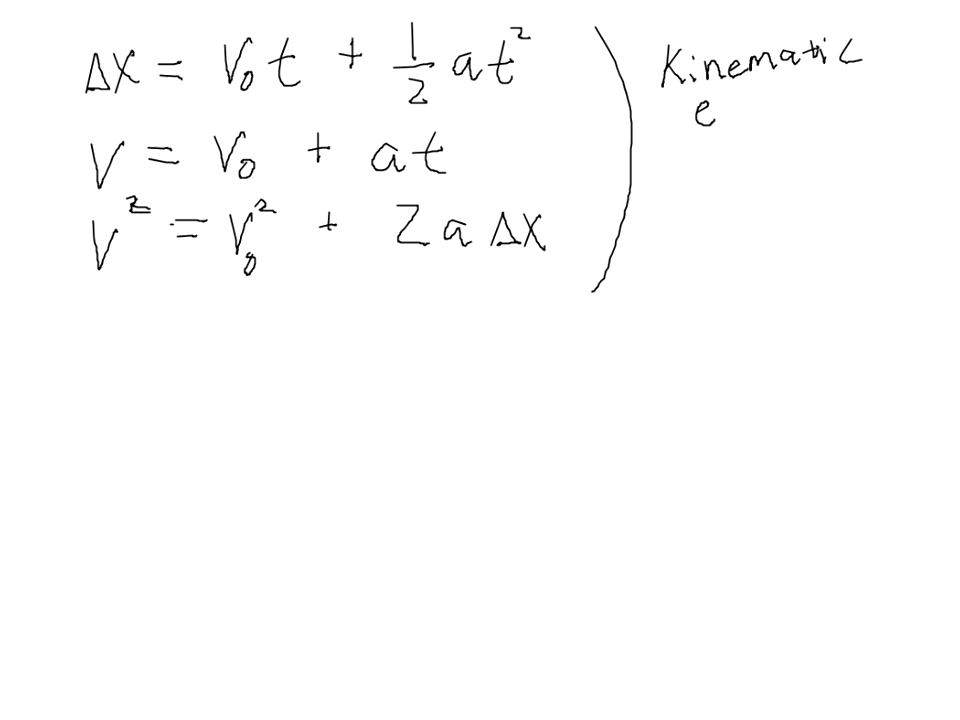 Δx = v₀t + 1/2 at²
v = v₀ + at
v² = v₀² + 2aΔx
Kinematic
e